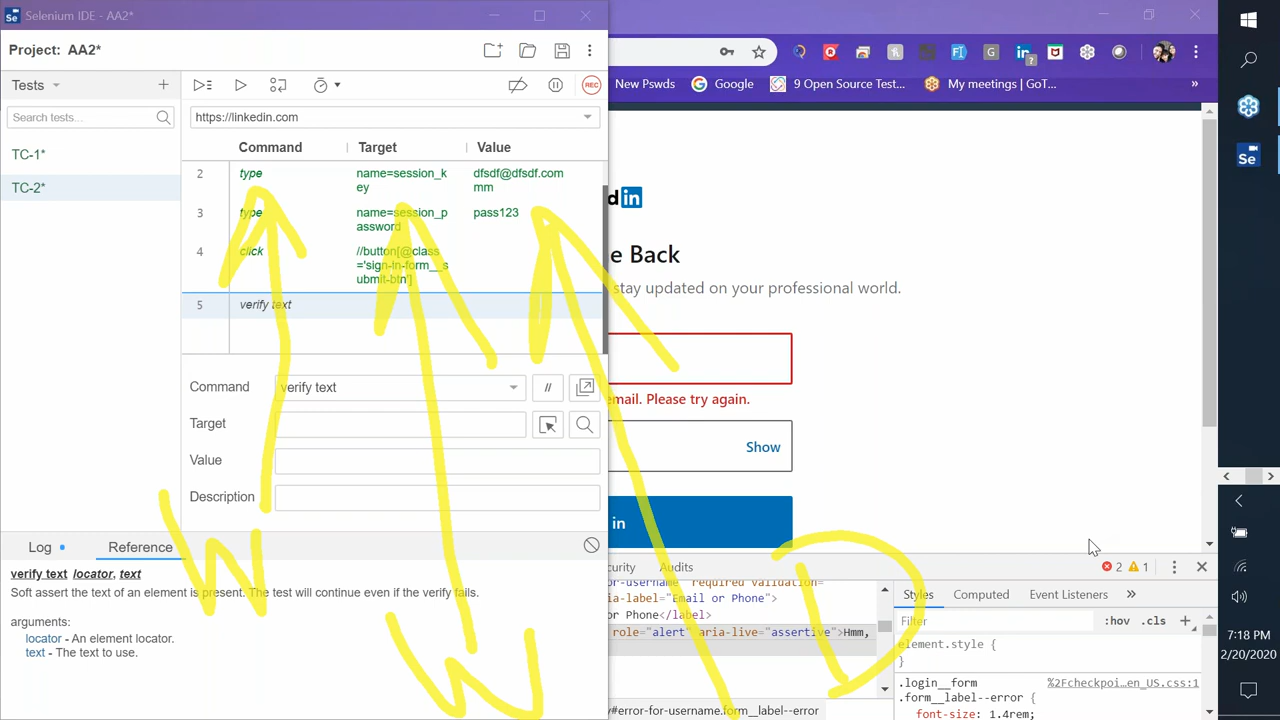 Selenium IDE - AA2*
Project: AA2*
Tests
Search tests...
TC-1*
TC-2*
REC
https://linkedin.com
Command Target Value
2 type name=session_k dfsdf@dfsdf.com
ey mm
3 type name=session_p pass123
assword
4 click //button[@class
='sign-in-form__s
ubmit-btn']
5 verify text
Command verify text //
Target
Value
Description
Log Reference
verify text locator, text
Soft assert the text of an element is present. The test will continue even if the verify fails.
arguments:
locator - An element locator.
text - The text to use.
W
W
D
New Pswds Google 9 Open Source Test... My meetings | GoT... »
in
e Back
stay updated on your professional world.
email. Please try again.
Show
in
curity Audits 2 1
or-username" required valuation=
ia-label="Email or Phone">
or Phone</label>
role="alert" aria-live="assertive">Hmm,
y#error-for-username.form__label--error
Styles Computed Event Listeners »
Filter :hov .cls +
element.style {
}
.login__form %2Fcheckpoi…en_US.css:1
.form__label--error {
font-size: 1.4rem;
7:18 PM
2/20/2020